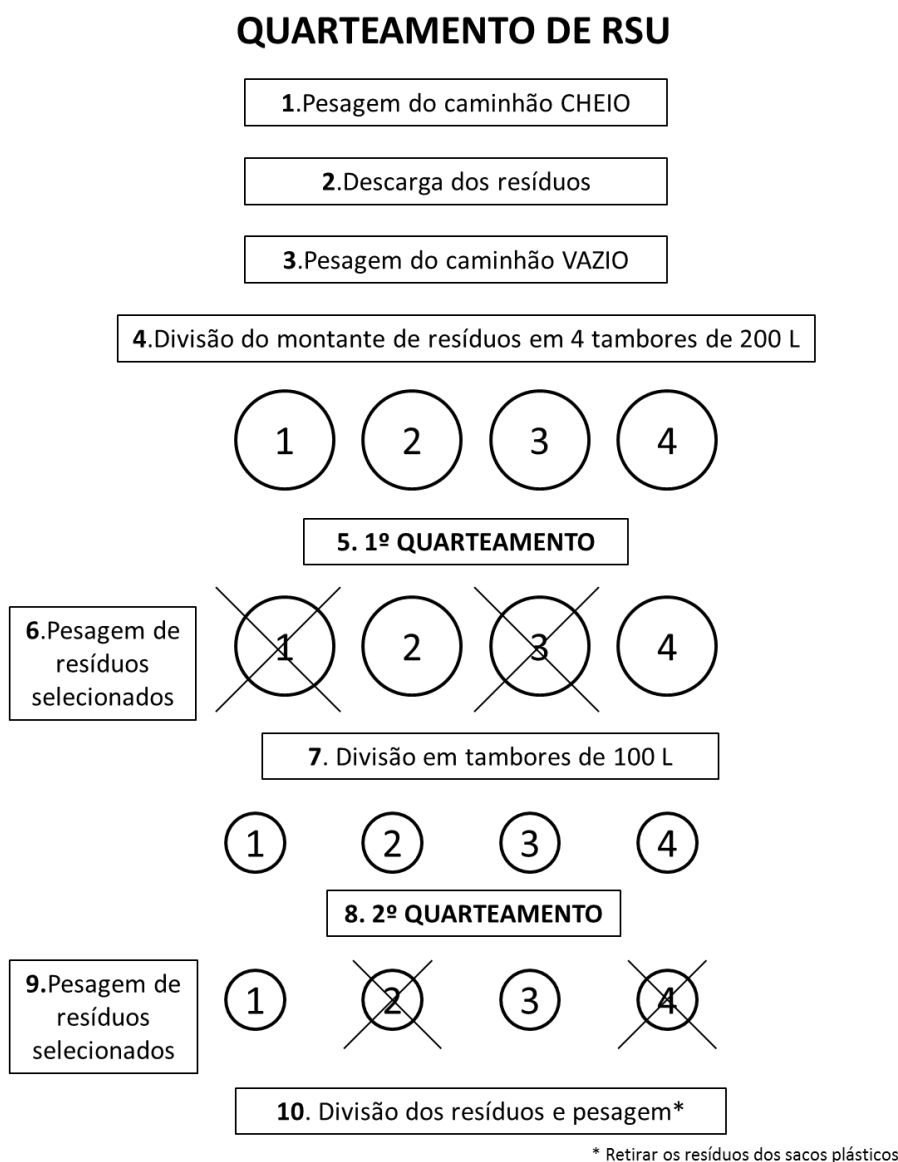 QUARTEAMENTO DE RSU
1.Pesagem do caminhão CHEIO
2.Descarga dos resíduos
3.Pesagem do caminhão VAZIO
4.Divisão do montante de resíduos em 4 tambores de 200 L
1 2 3 4
5. 1º QUARTEAMENTO
6.Pesagem de
resíduos
selecionados
1 2 3 4
7. Divisão em tambores de 100 L
1 2 3 4
8. 2º QUARTEAMENTO
9.Pesagem de
resíduos
selecionados
1 2 3 4
10. Divisão dos resíduos e pesagem*
* Retirar os resíduos dos sacos plásticos